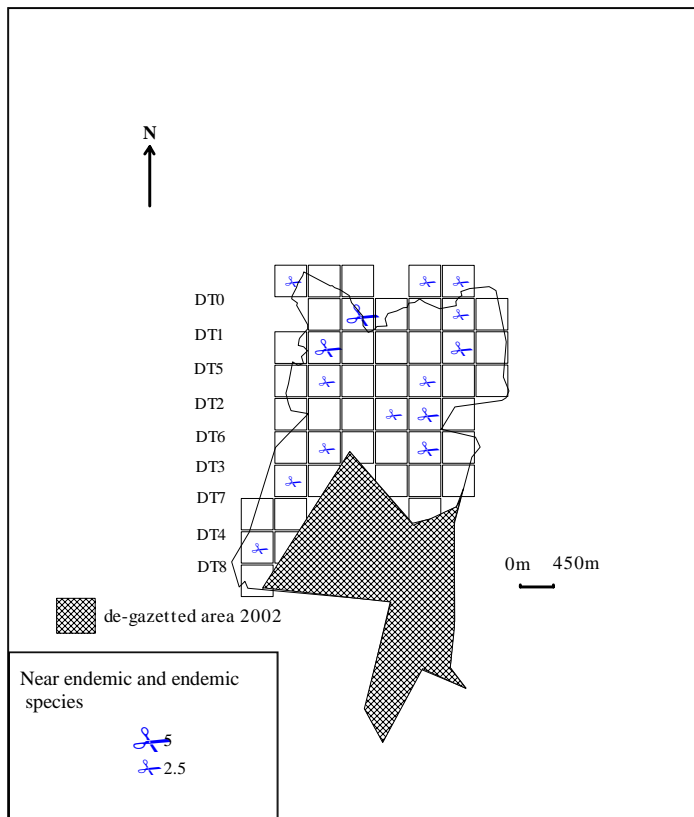 N
DT0
DT1
DT5
DT2
DT6
DT3
DT7
DT4
DT8
0m 450m
de-gazetted area 2002
Near endemic and endemic
species
5
2.5